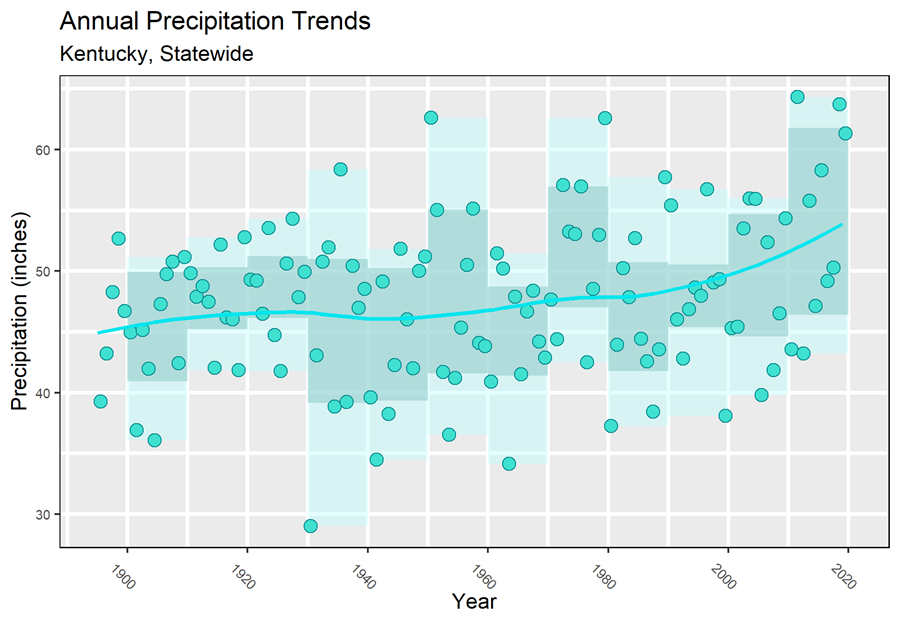 Annual Precipitation Trends
Kentucky, Statewide
Precipitation (inches)
60
50
40
30
1900
1920
1940
1960
1980
2000
2020
Year